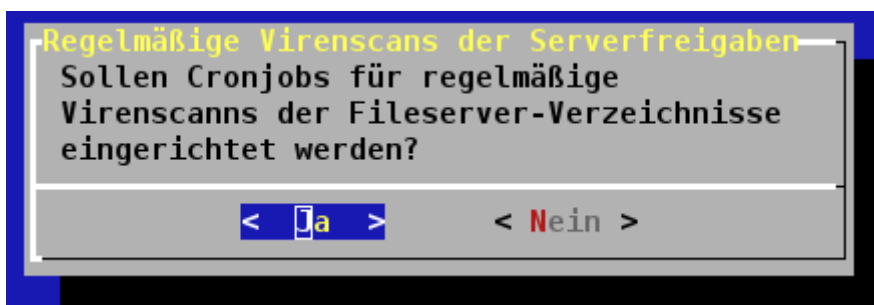 Regelmäßige Virenscans der Serverfreigaben
Sollen Cronjobs für regelmäßige
Virenscanns der Fileserver-Verzeichnisse
eingerichtet werden?
< Ja > < Nein >